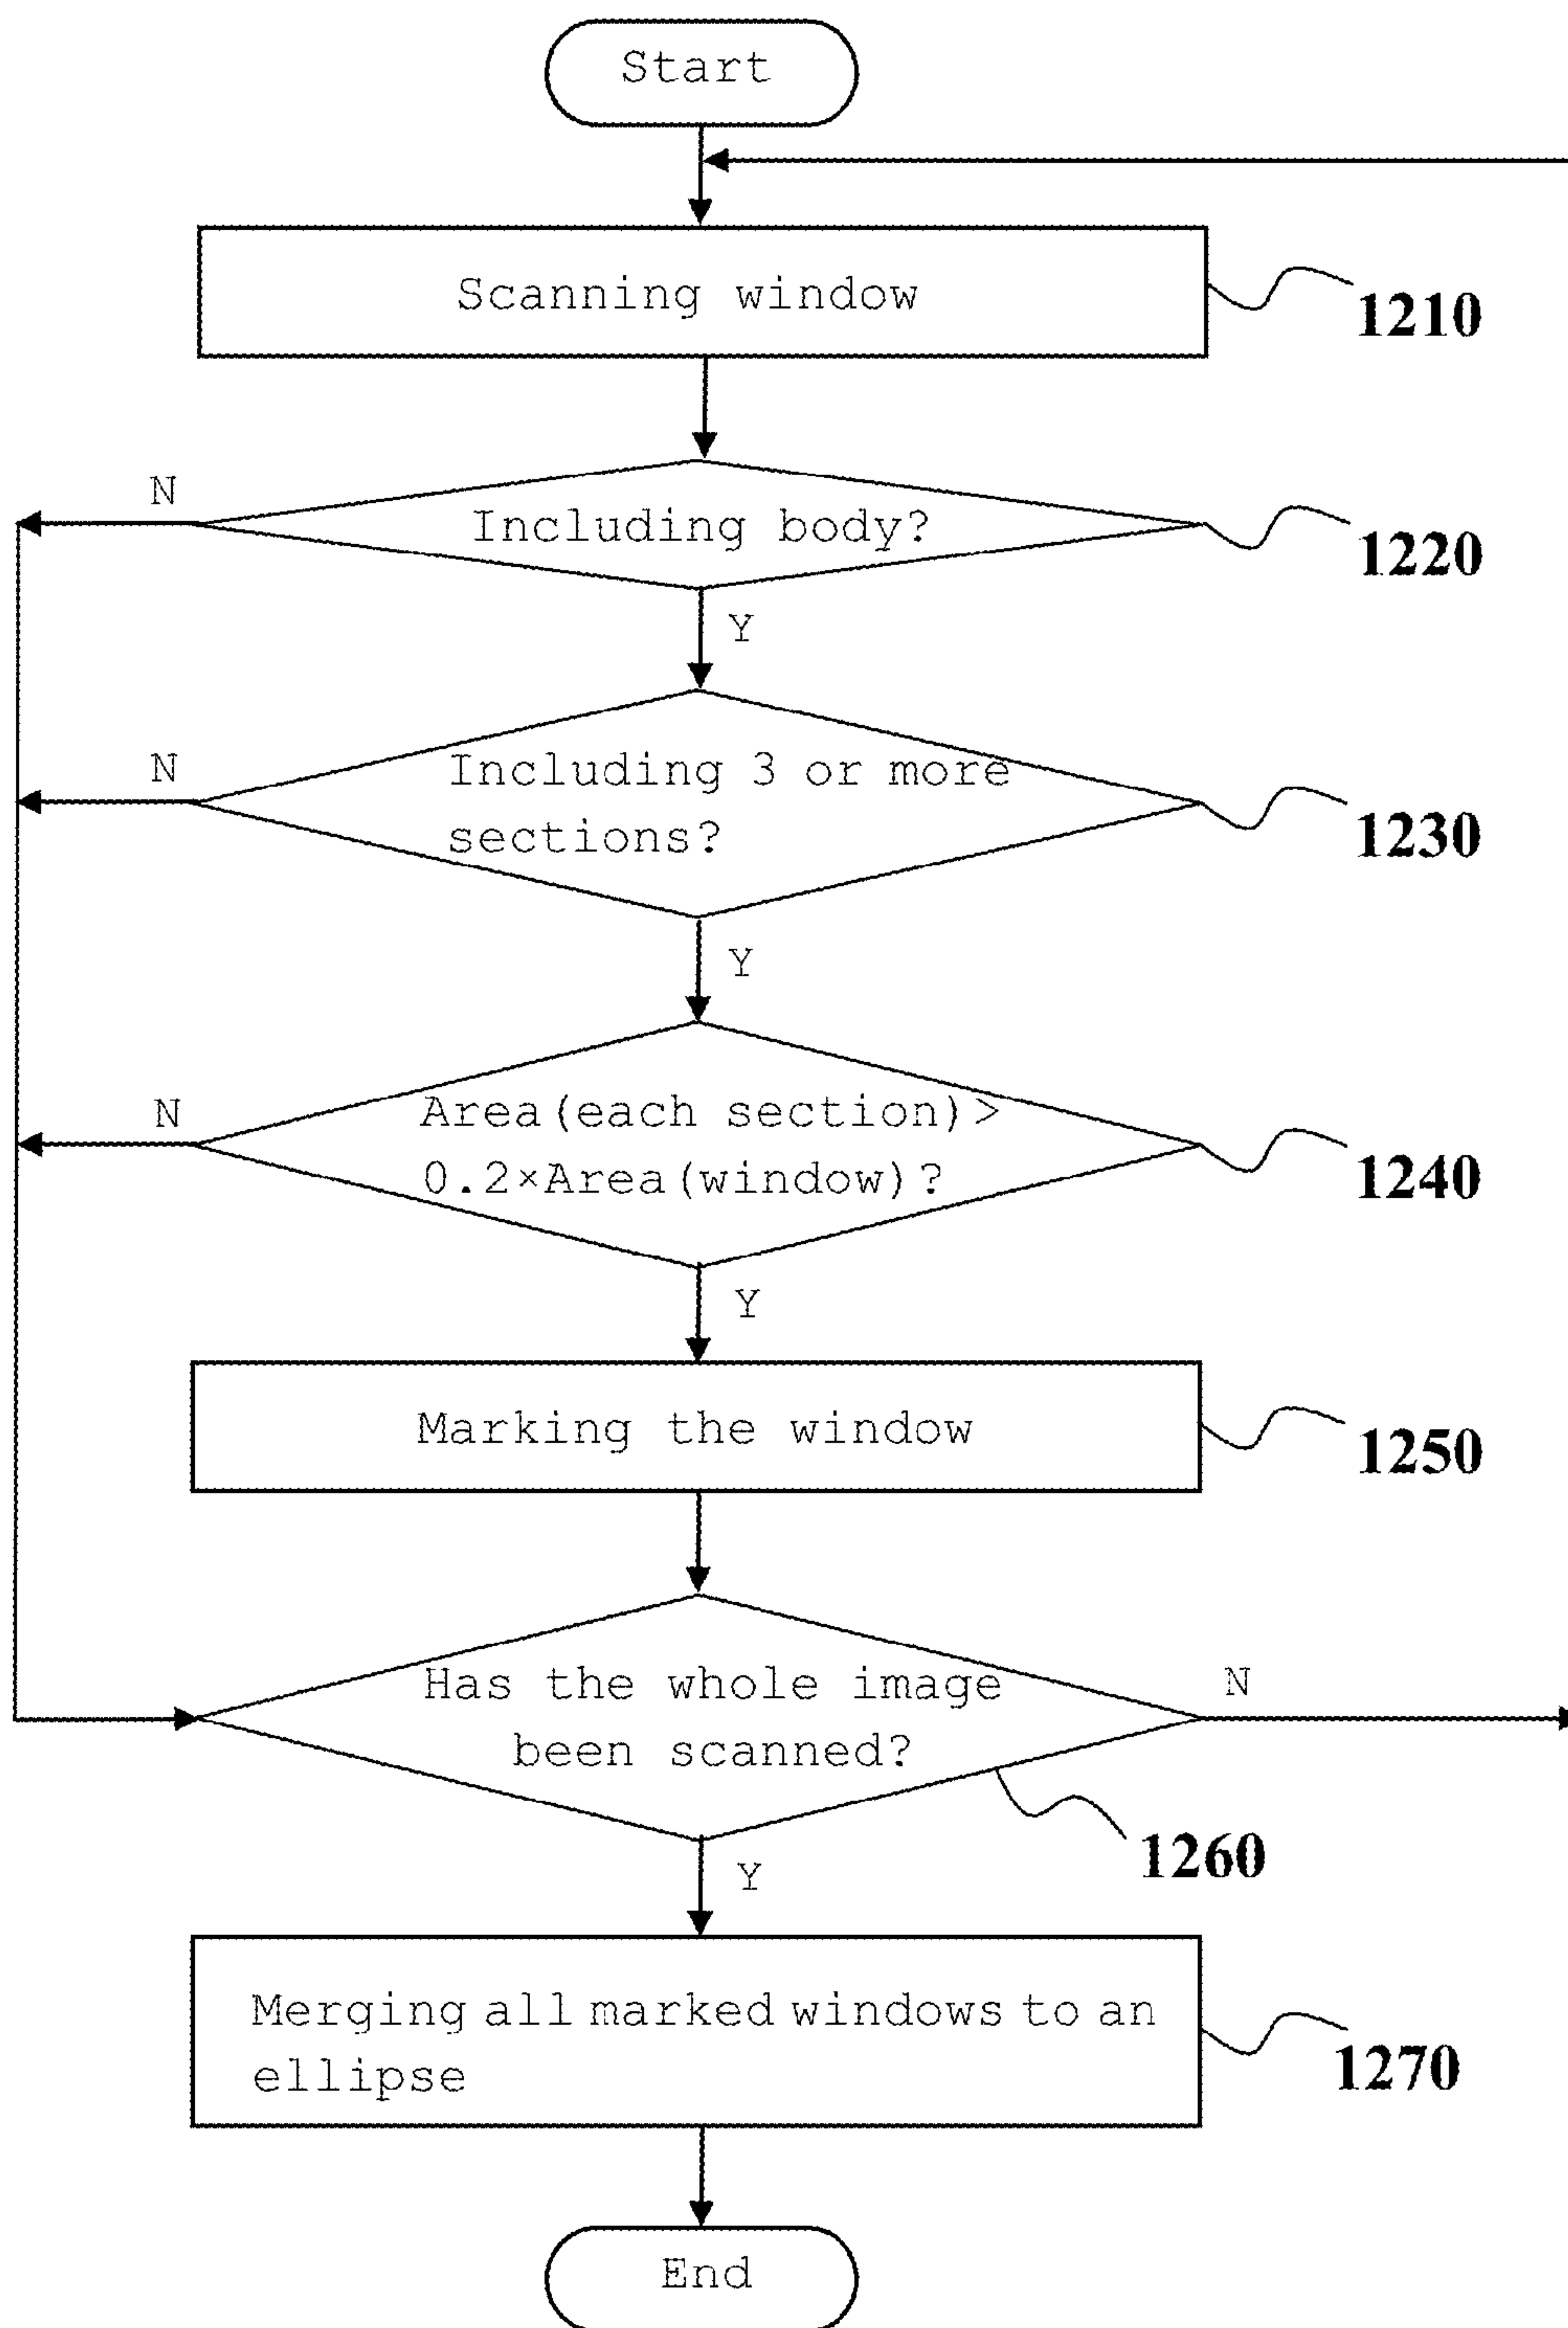 Start
Scanning window
1210
N
Including body?
1220
Y
N
Including 3 or more
sections?
1230
Y
N
Area(each section)>
0.2×Area(window)?
1240
Y
Marking the window
1250
Has the whole image
been scanned?
N
1260
Y
Merging all marked windows to an
ellipse
1270
End